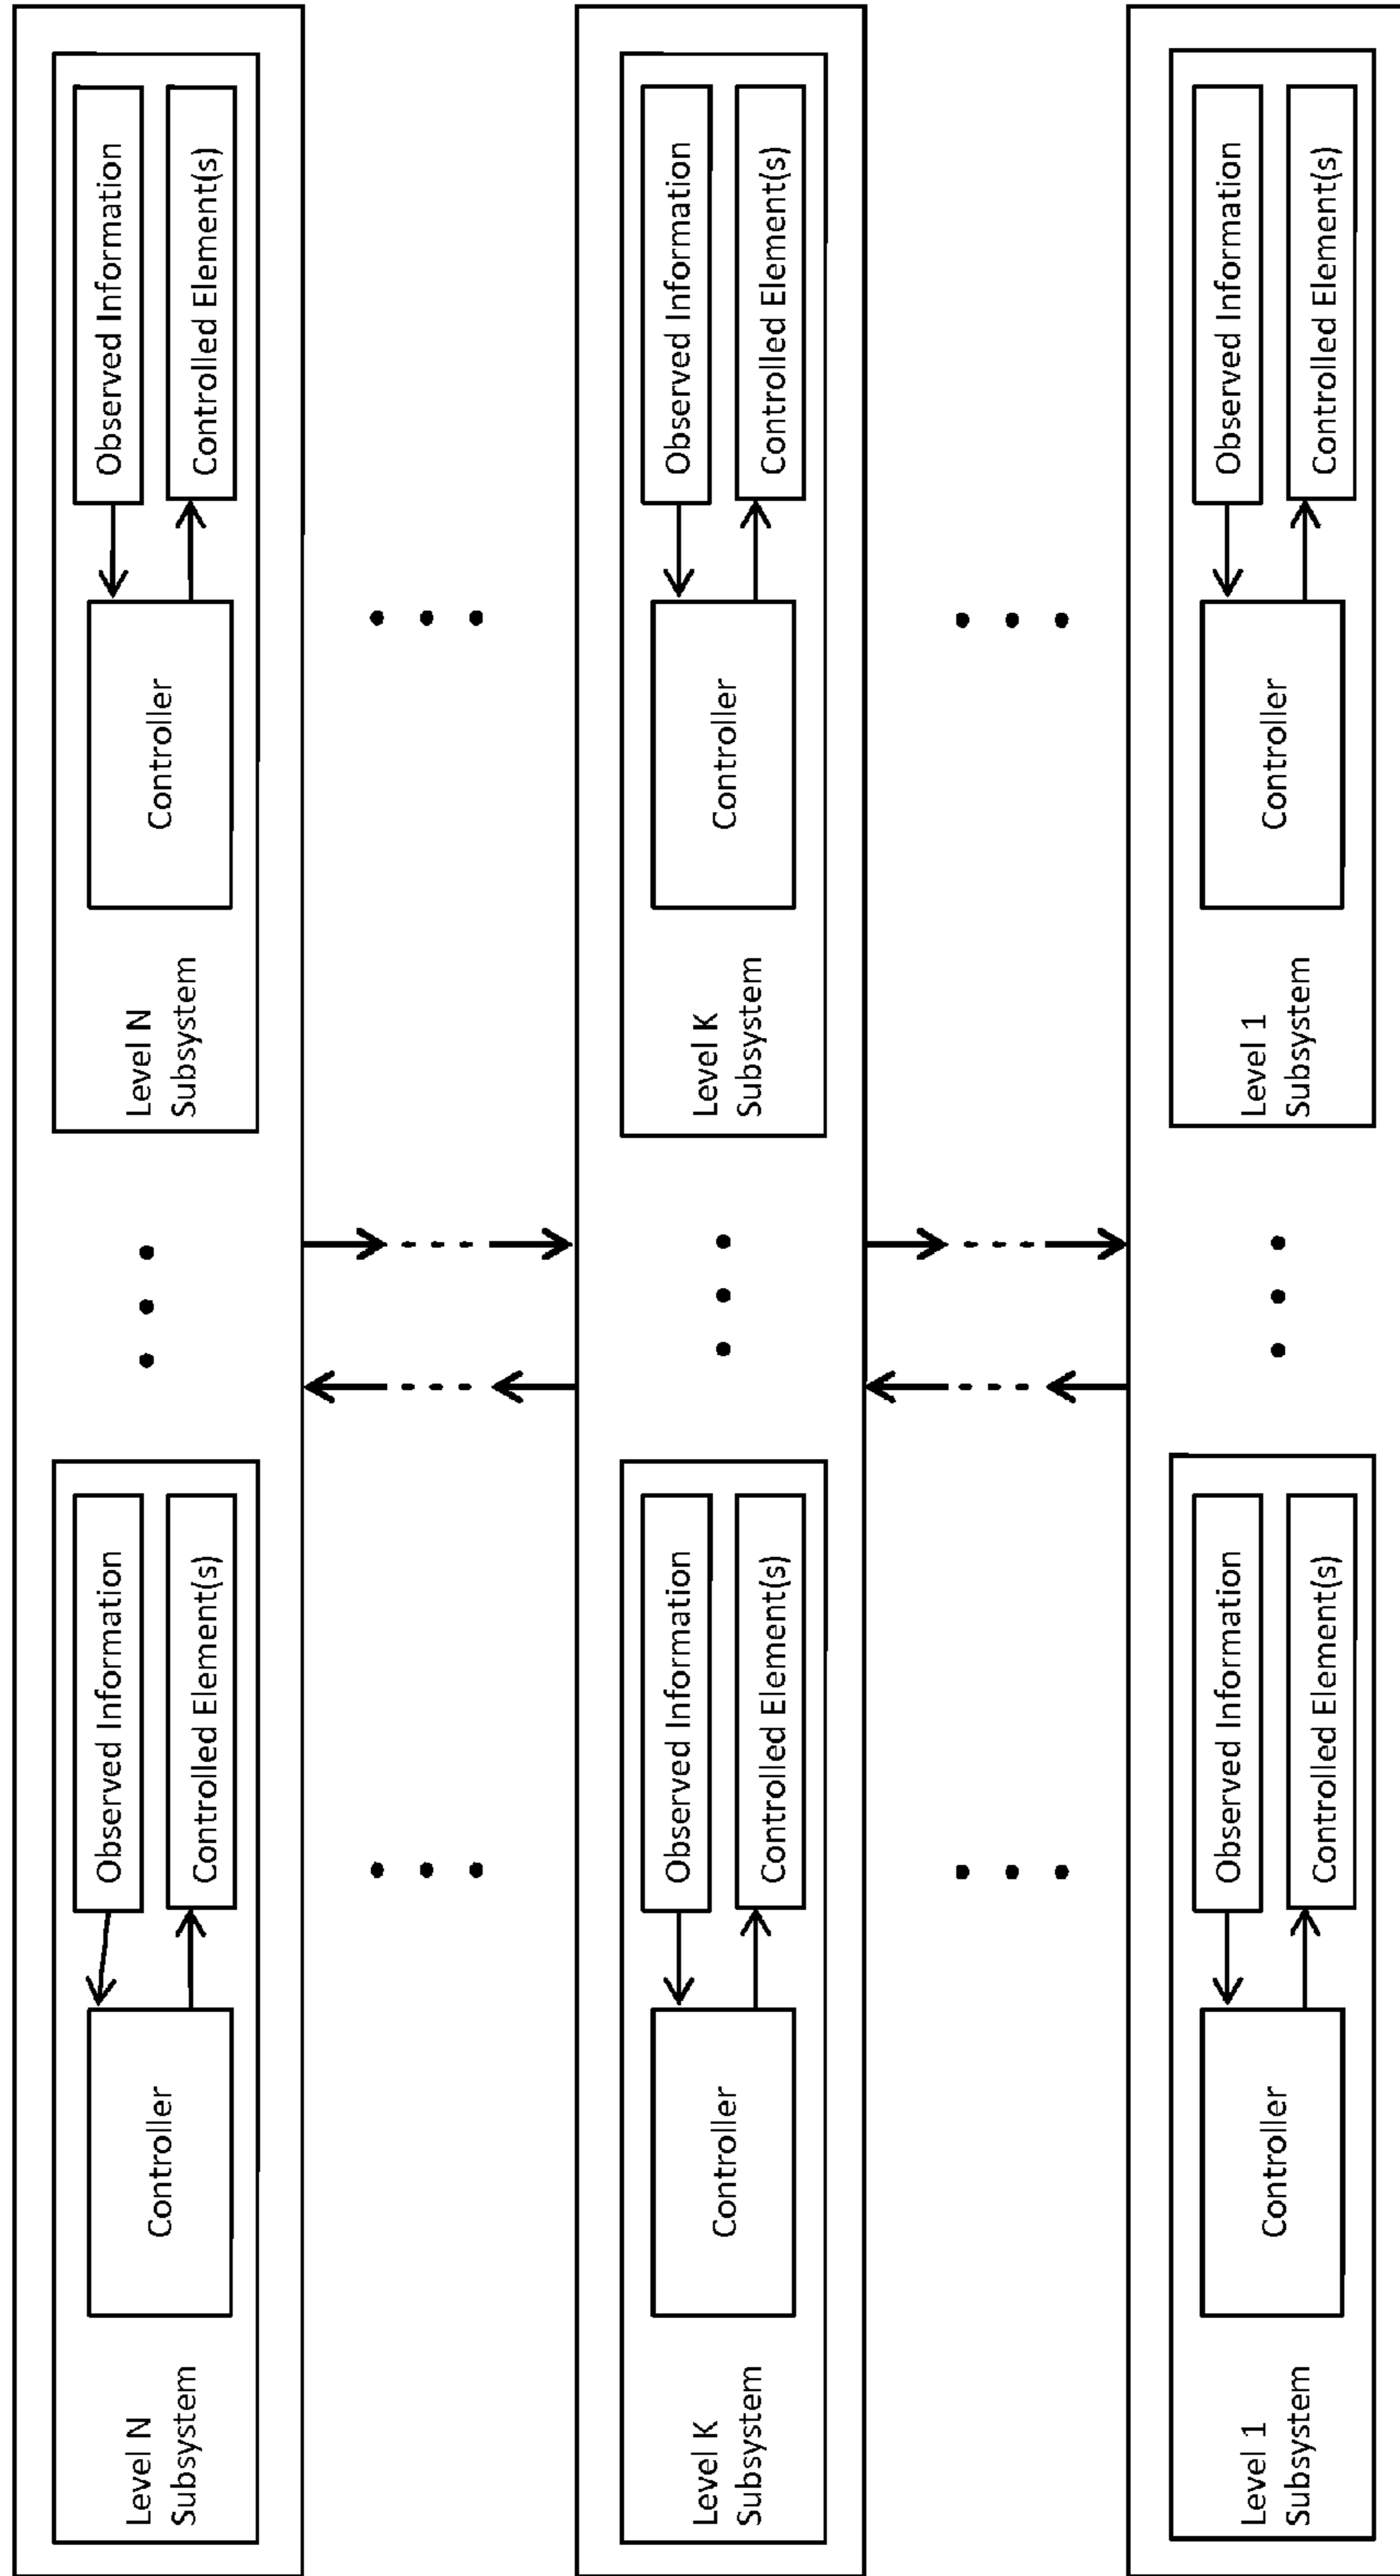 Level N
Subsystem
Controller
Observed Information
Controlled Element(s)
Level N
Subsystem
Controller
Observed Information
Controlled Element(s)
Level K
Subsystem
Controller
Observed Information
Controlled Element(s)
Level K
Subsystem
Controller
Observed Information
Controlled Element(s)
Level 1
Subsystem
Controller
Observed Information
Controlled Element(s)
Level 1
Subsystem
Controller
Observed Information
Controlled Element(s)